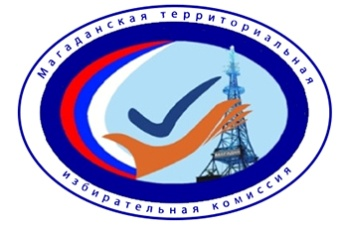 Магаданская территориальная
избирательная комиссия